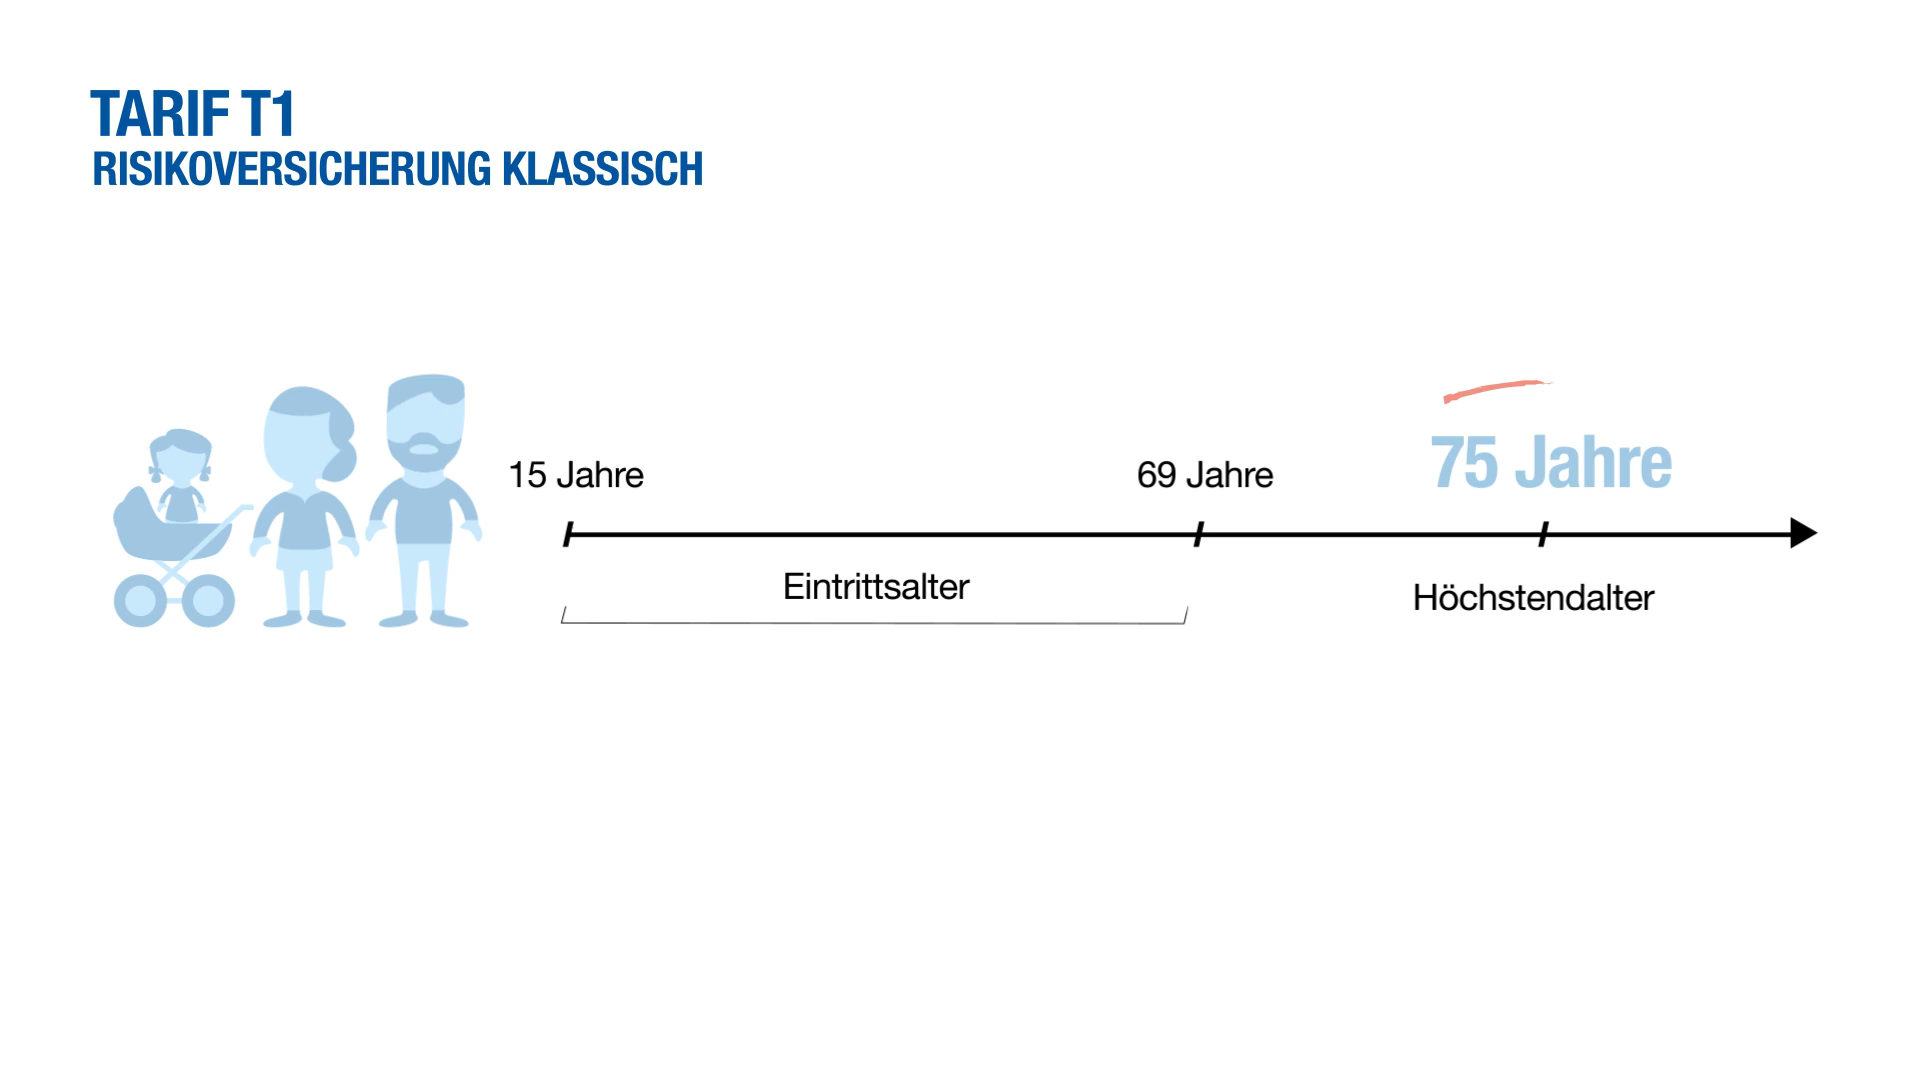 TARIF T1
RISIKOVERSICHERUNG KLASSISCH
15 Jahre
69 Jahre
75 Jahre
Eintrittsalter
Höchstendalter